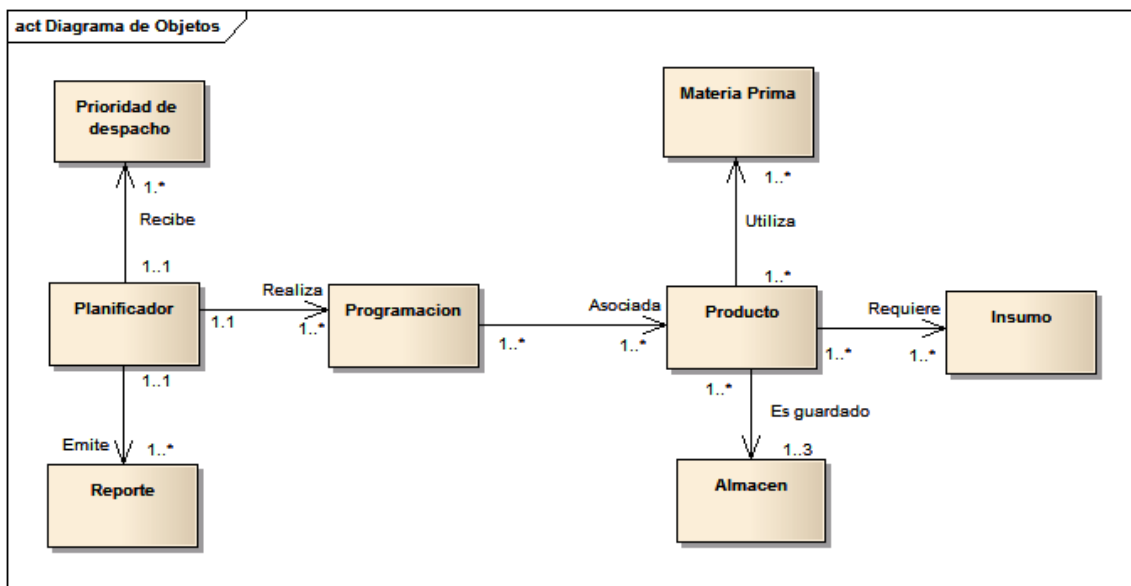 act Diagrama de Objetos
Prioridad de
despacho
Materia Prima
1.*
1..*
Recibe
Utiliza
1..1
1..*
Planificador
Realiza
Programacion
Asociada
Producto
Requiere
Insumo
1.1
1..*
1..*
1..*
1..*
1..*
1..1
1..*
Es guardado
Emite
1..*
1..3
Reporte
Almacen